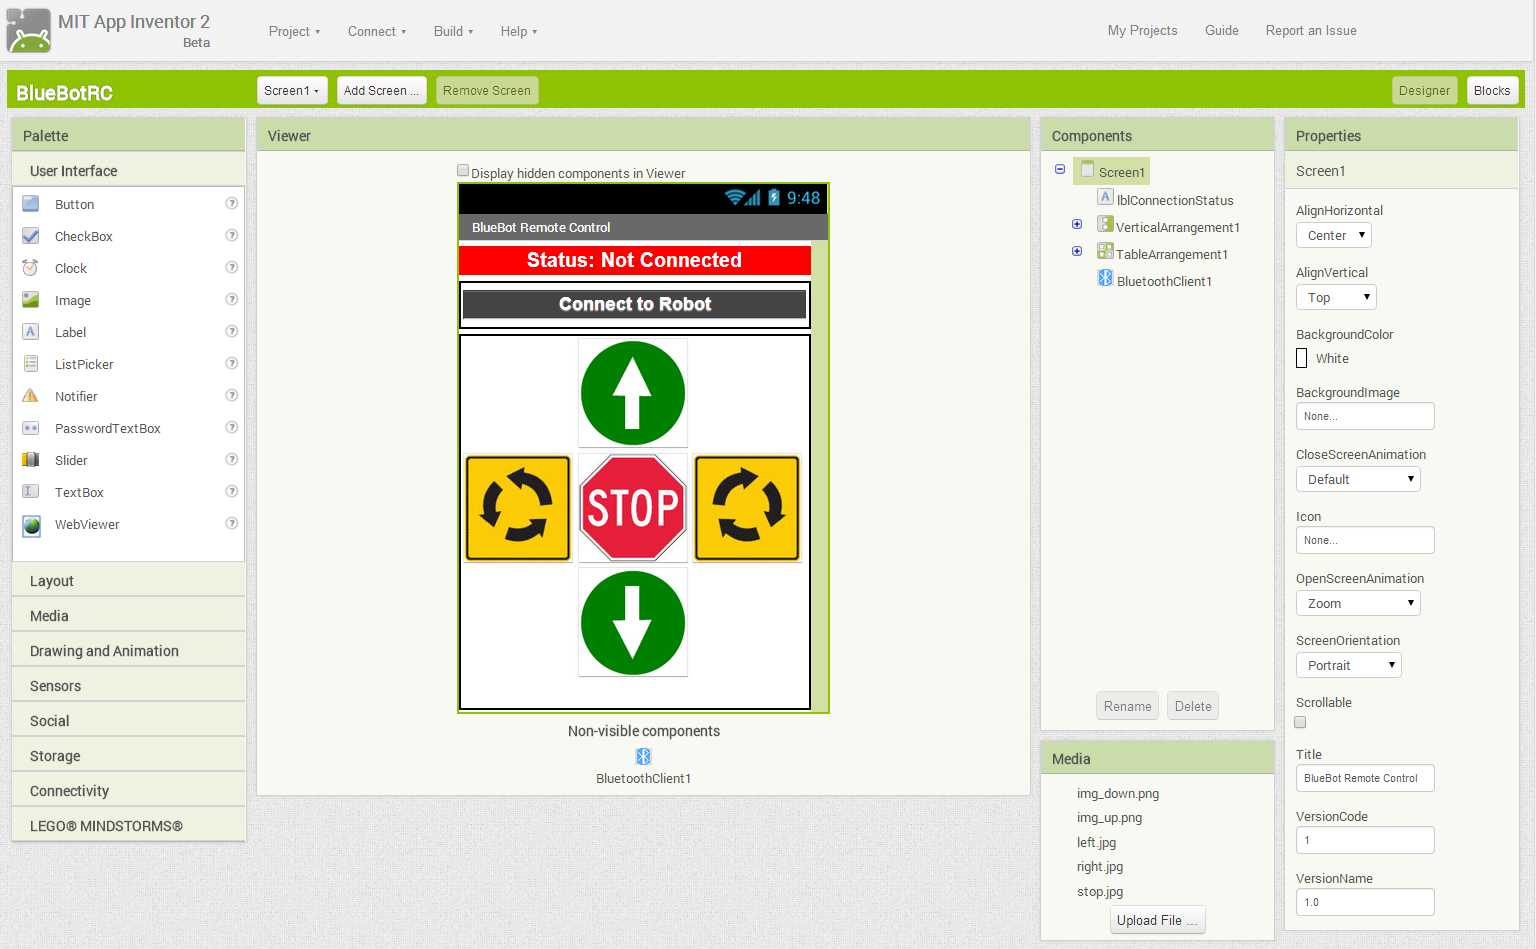 MIT App Inventor 2
Beta
Project
Connect
Build
Help
My Projects
Guide
Report an Issue
BlueBotRC
Screen1
Add Screen ...
Remove Screen
Designer
Blocks
Palette
User Interface
Button
CheckBox
Clock
Image
Label
ListPicker
Notifier
PasswordTextBox
Slider
TextBox
WebViewer
Layout
Media
Drawing and Animation
Sensors
Social
Storage
Connectivity
LEGO® MINDSTORMS®
Viewer
Display hidden components in Viewer
9:48
BlueBot Remote Control
Status: Not Connected
Connect to Robot
STOP
Non-visible components
BluetoothClient1
Components
Screen1
lblConnectionStatus
VerticalArrangement1
TableArrangement1
BluetoothClient1
Rename
Delete
Media
img_down.png
img_up.png
left.jpg
right.jpg
stop.jpg
Upload File ...
Properties
Screen1
AlignHorizontal
Center
AlignVertical
Top
BackgroundColor
White
BackgroundImage
None...
CloseScreenAnimation
Default
Icon
None...
OpenScreenAnimation
Zoom
ScreenOrientation
Portrait
Scrollable
Title
BlueBot Remote Control
VersionCode
1
VersionName
1.0